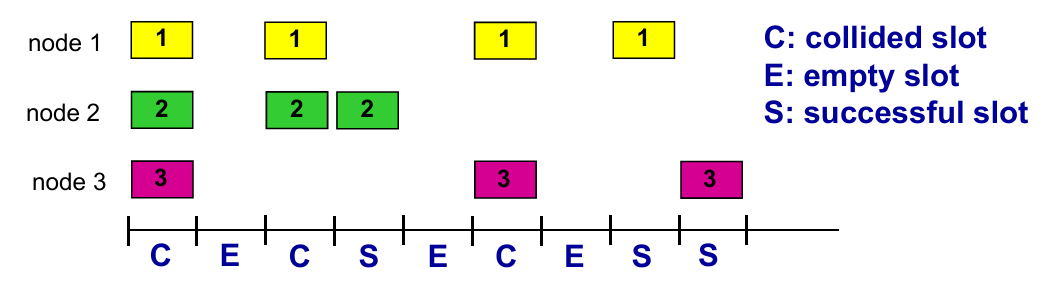 node 1 1 1 1 1
C: collided slot
E: empty slot
S: successful slot
node 2 2 2 2
node 3 3 3 3
C E C S E C E S S